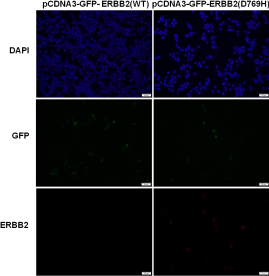 pCDNA3-GFP- ERBB2(WT) pCDNA3-GFP-ERBB2(D769H)
DAPI
GFP
ERBB2